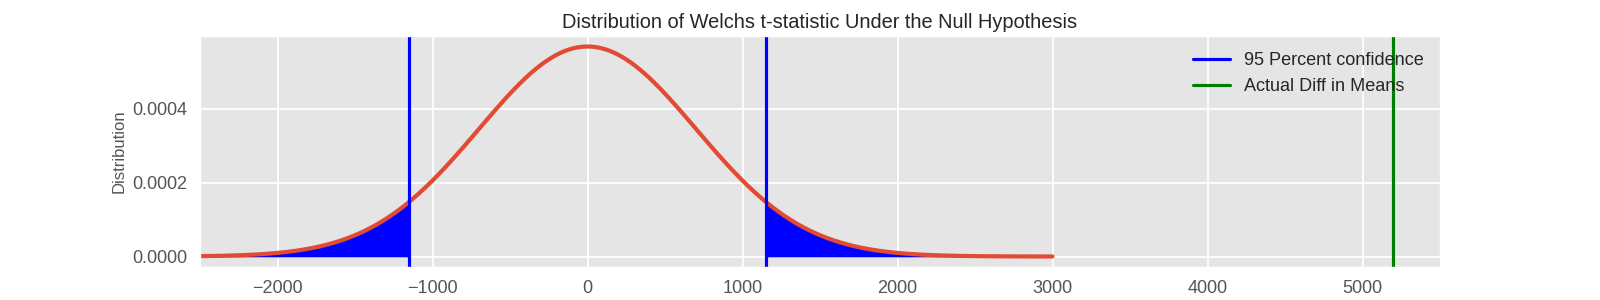 Distribution of Welchs t-statistic Under the Null Hypothesis
95 Percent confidence
Actual Diff in Means
Distribution
0.0004
0.0002
0.0000
−2000 −1000 0 1000 2000 3000 4000 5000